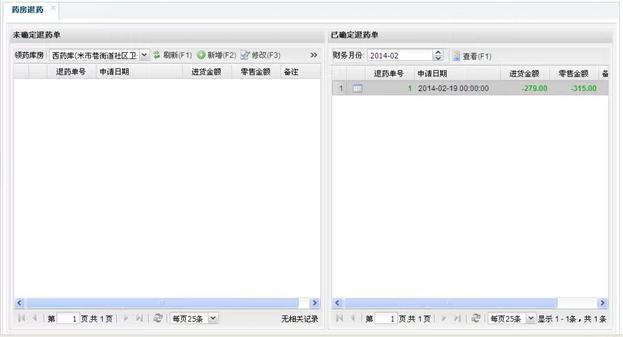 药房退药
未确定退药单
领药库房: 西药库(米市巷街道社区卫 刷新(F1) 新增(F2) 修改(F3) »
退药单号 申请日期 进货金额 零售金额 备注
第 1 页,共 1 页 每页25条 无相关记录
已确定退药单
财务月份: 2014-02 查看(F1)
退药单号 申请日期 进货金额 零售金额
1 1 2014-02-19 00:00:00 -279.00 -315.00
第 1 页,共 1 页 每页25条 显示 1 - 1条, 共 1 条